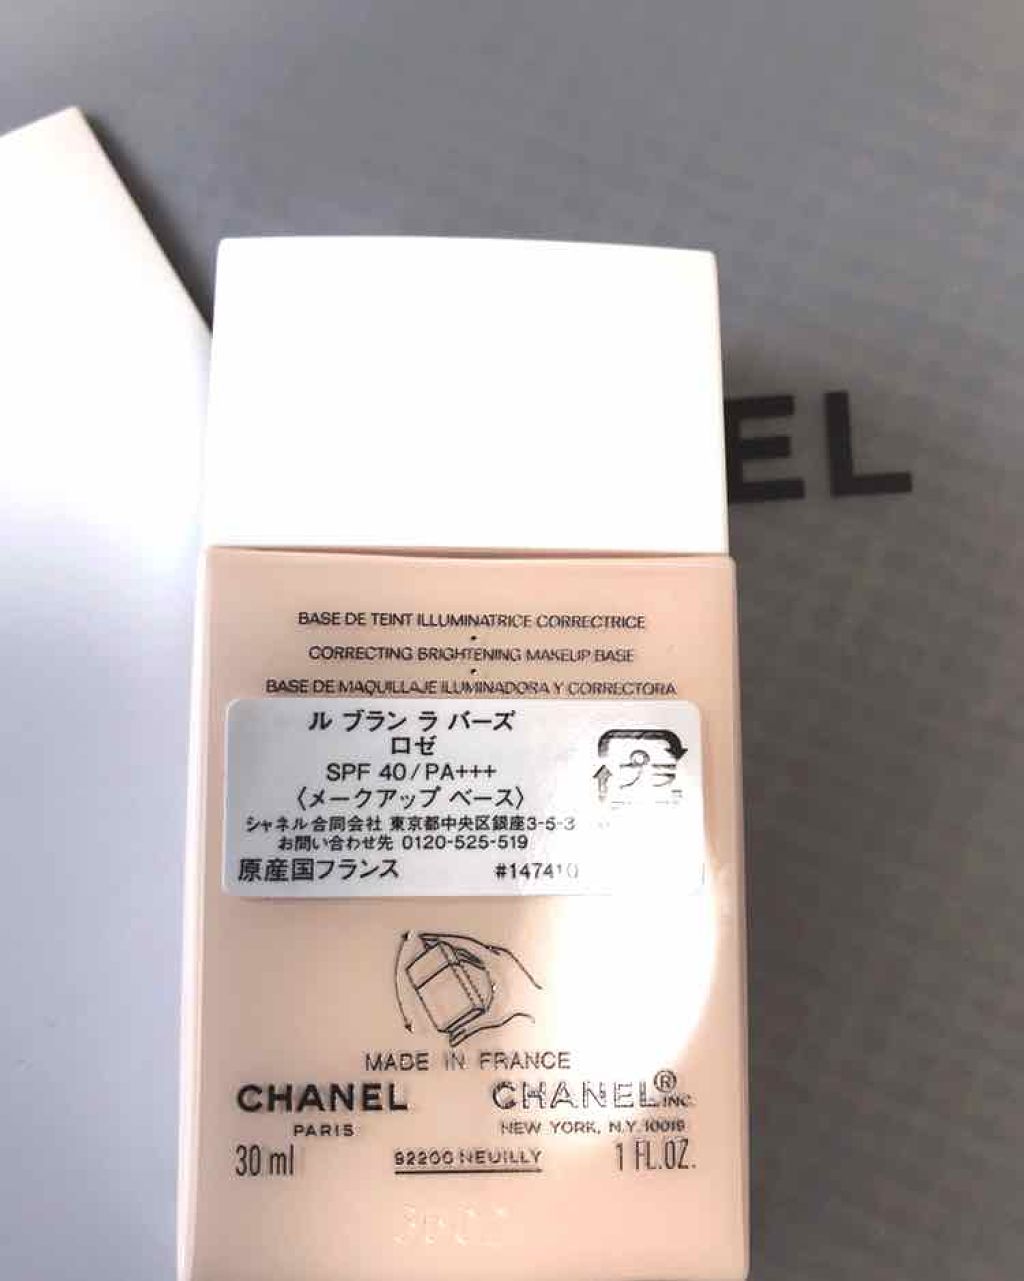 EL
BASE DE TEINT ILLUMINATRICE CORRECTRICE
•
CORRECTING BRIGHTENING MAKEUP BASE
•
BASE DE MAQUILLAJE ILUMINADORA Y CORRECTORA
ル ブラン ラ バーズ
ロゼ
プラ
SPF 40/PA+++
〈メークアップ ベース〉
シャネル合同会社 東京都中央区銀座3-5-3
お問い合わせ先 0120-525-519
原産国フランス #147410
MADE IN FRANCE
CHANEL CHANEL® INC.
PARIS NEW YORK, N.Y. 10019
30 ml 92200 NEUILLY 1 FL.OZ.